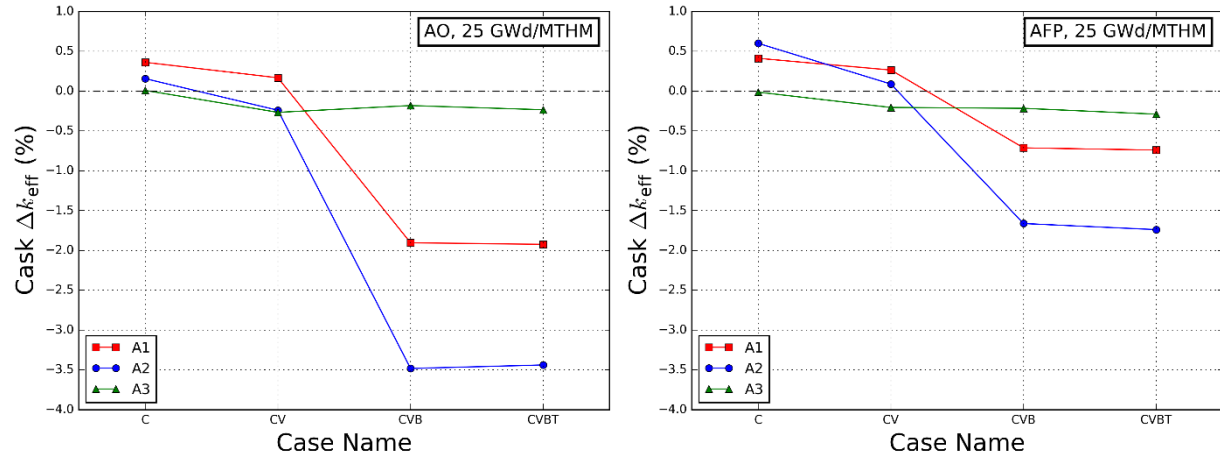 AO, 25 GWd/MTHM
Cask Δk_eff (%)
1.0
0.5
0.0
−0.5
−1.0
−1.5
−2.0
−2.5
−3.0
−3.5
−4.0
A1
A2
A3
C CV CVB CVBT
Case Name
AFP, 25 GWd/MTHM
Cask Δk_eff (%)
1.0
0.5
0.0
−0.5
−1.0
−1.5
−2.0
−2.5
−3.0
−3.5
−4.0
A1
A2
A3
C CV CVB CVBT
Case Name